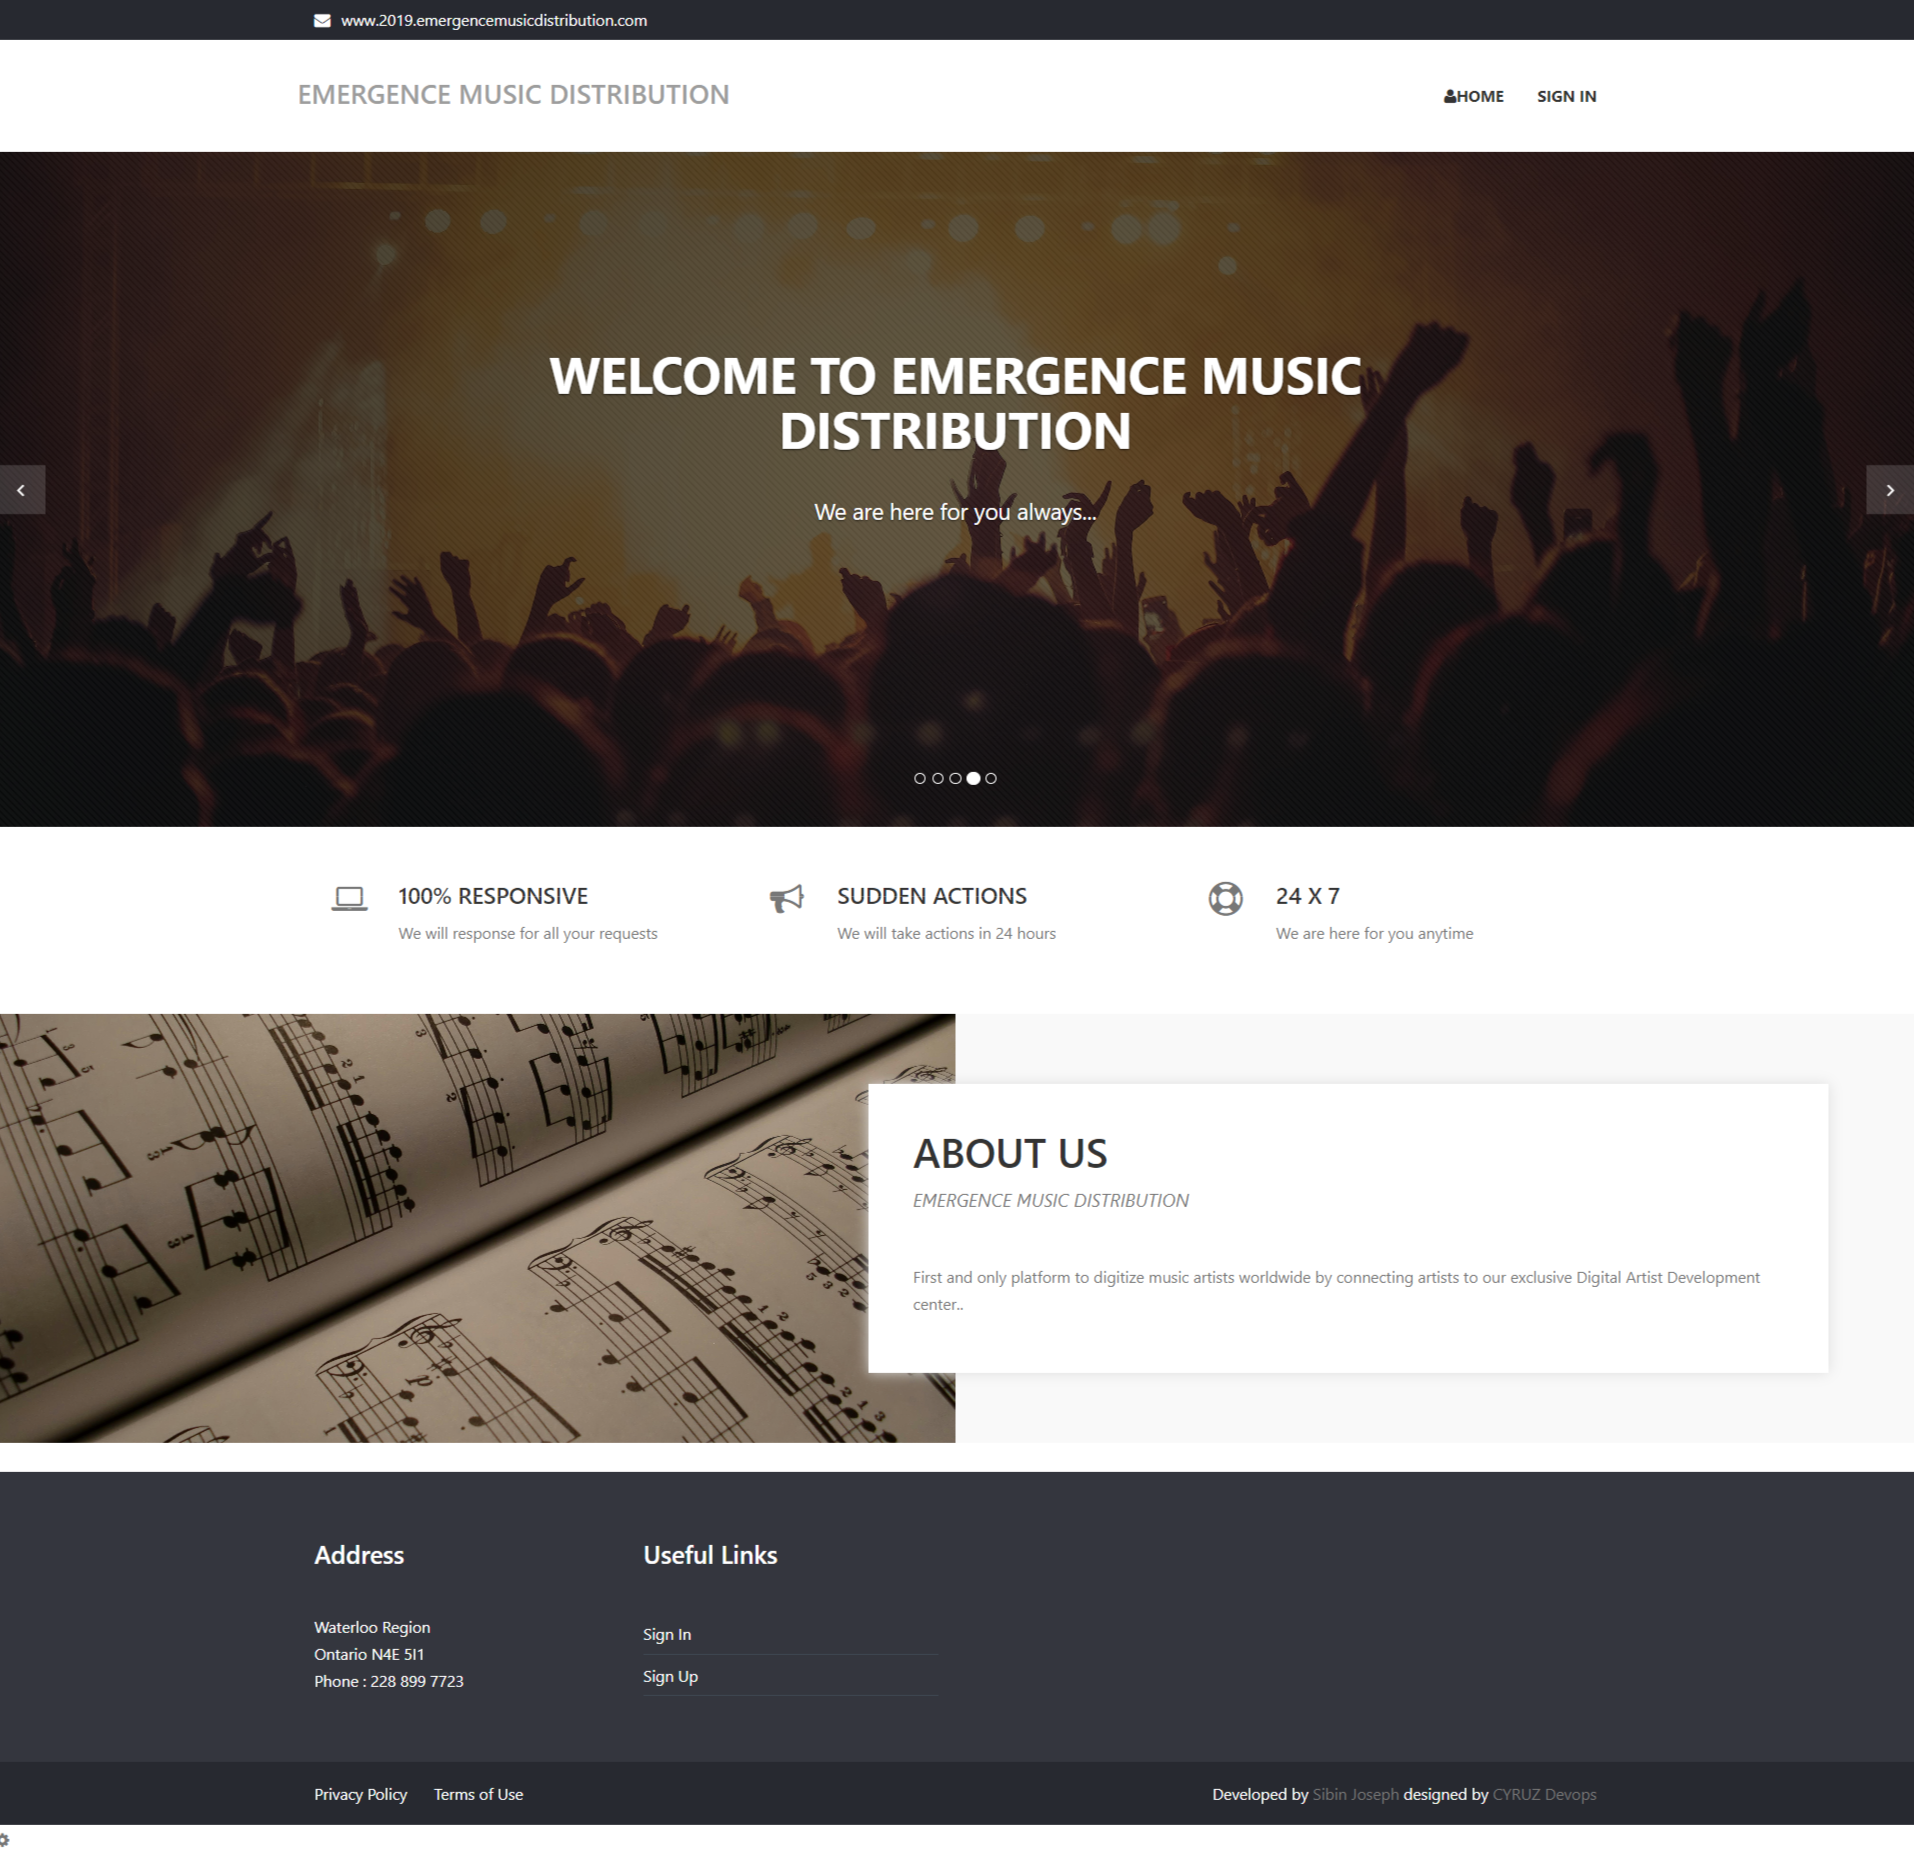 www.2019.emergencemusicdistribution.com
EMERGENCE MUSIC DISTRIBUTION
HOME
SIGN IN
WELCOME TO EMERGENCE MUSIC
DISTRIBUTION
We are here for you always...
100% RESPONSIVE
We will response for all your requests
SUDDEN ACTIONS
We will take actions in 24 hours
24 X 7
We are here for you anytime
ABOUT US
EMERGENCE MUSIC DISTRIBUTION
First and only platform to digitize music artists worldwide by connecting artists to our exclusive Digital Artist Development
center..
Address
Waterloo Region
Ontario N4E 5I1
Phone : 228 899 7723
Useful Links
Sign In
Sign Up
Privacy Policy
Terms of Use
Developed by Sibin Joseph designed by CYRUZ Devops